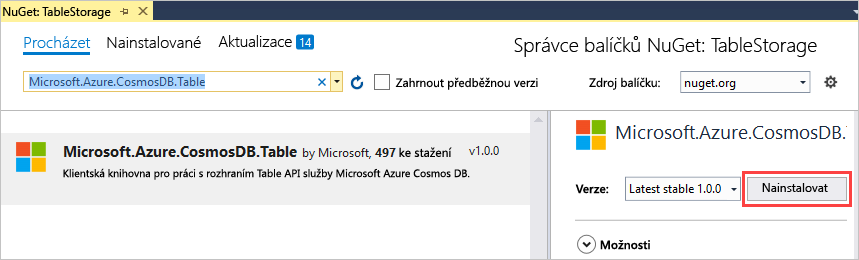 NuGet: TableStorage
Procházet Nainstalované Aktualizace 14 Správce balíčků NuGet: TableStorage
Microsoft.Azure.CosmosDB.Table Zahrnout předběžnou verzi Zdroj balíčku: nuget.org
Microsoft.Azure.CosmosDB.Table by Microsoft, 497 ke stažení v1.0.0
Klientská knihovna pro práci s rozhraním Table API služby Microsoft Azure Cosmos DB.
Microsoft.Azure.CosmosDB.
Verze: Latest stable 1.0.0 Nainstalovat
Možnosti